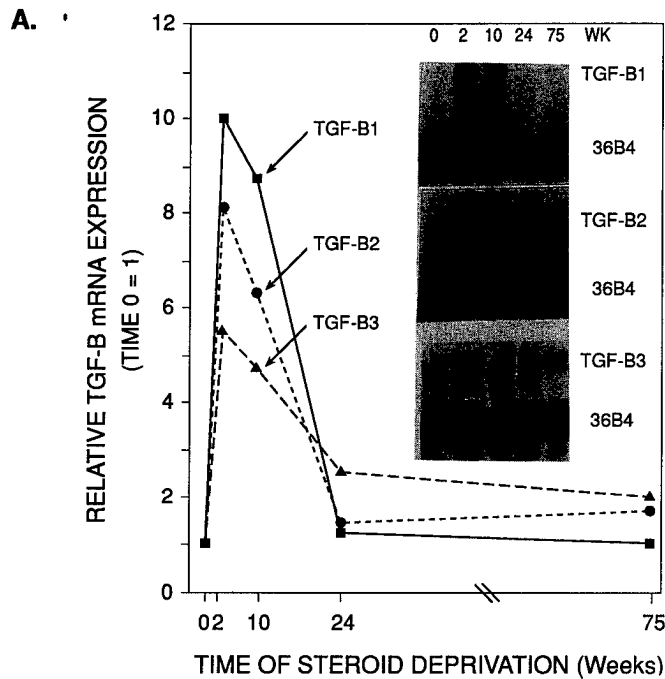 A.
0 2 10 24 75 WK
TGF-B1
36B4
TGF-B2
36B4
TGF-B3
36B4
TGF-B1
TGF-B2
TGF-B3
RELATIVE TGF-B mRNA EXPRESSION
(TIME 0 = 1)
12
10
8
6
4
2
0
0 2 10 24 75
TIME OF STEROID DEPRIVATION (Weeks)